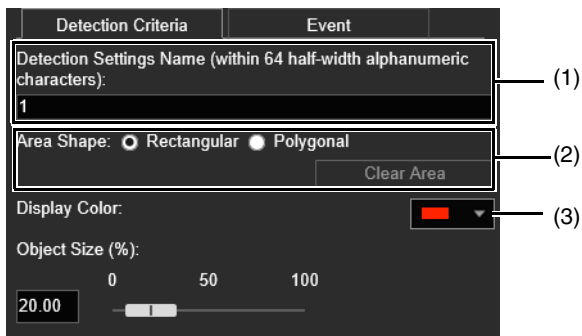 Detection Criteria Event
Detection Settings Name (within 64 half-width alphanumeric
characters):
(1)
1
Area Shape: Rectangular Polygonal
(2)
Clear Area
Display Color:
(3)
Object Size (%):
0 50 100
20.00